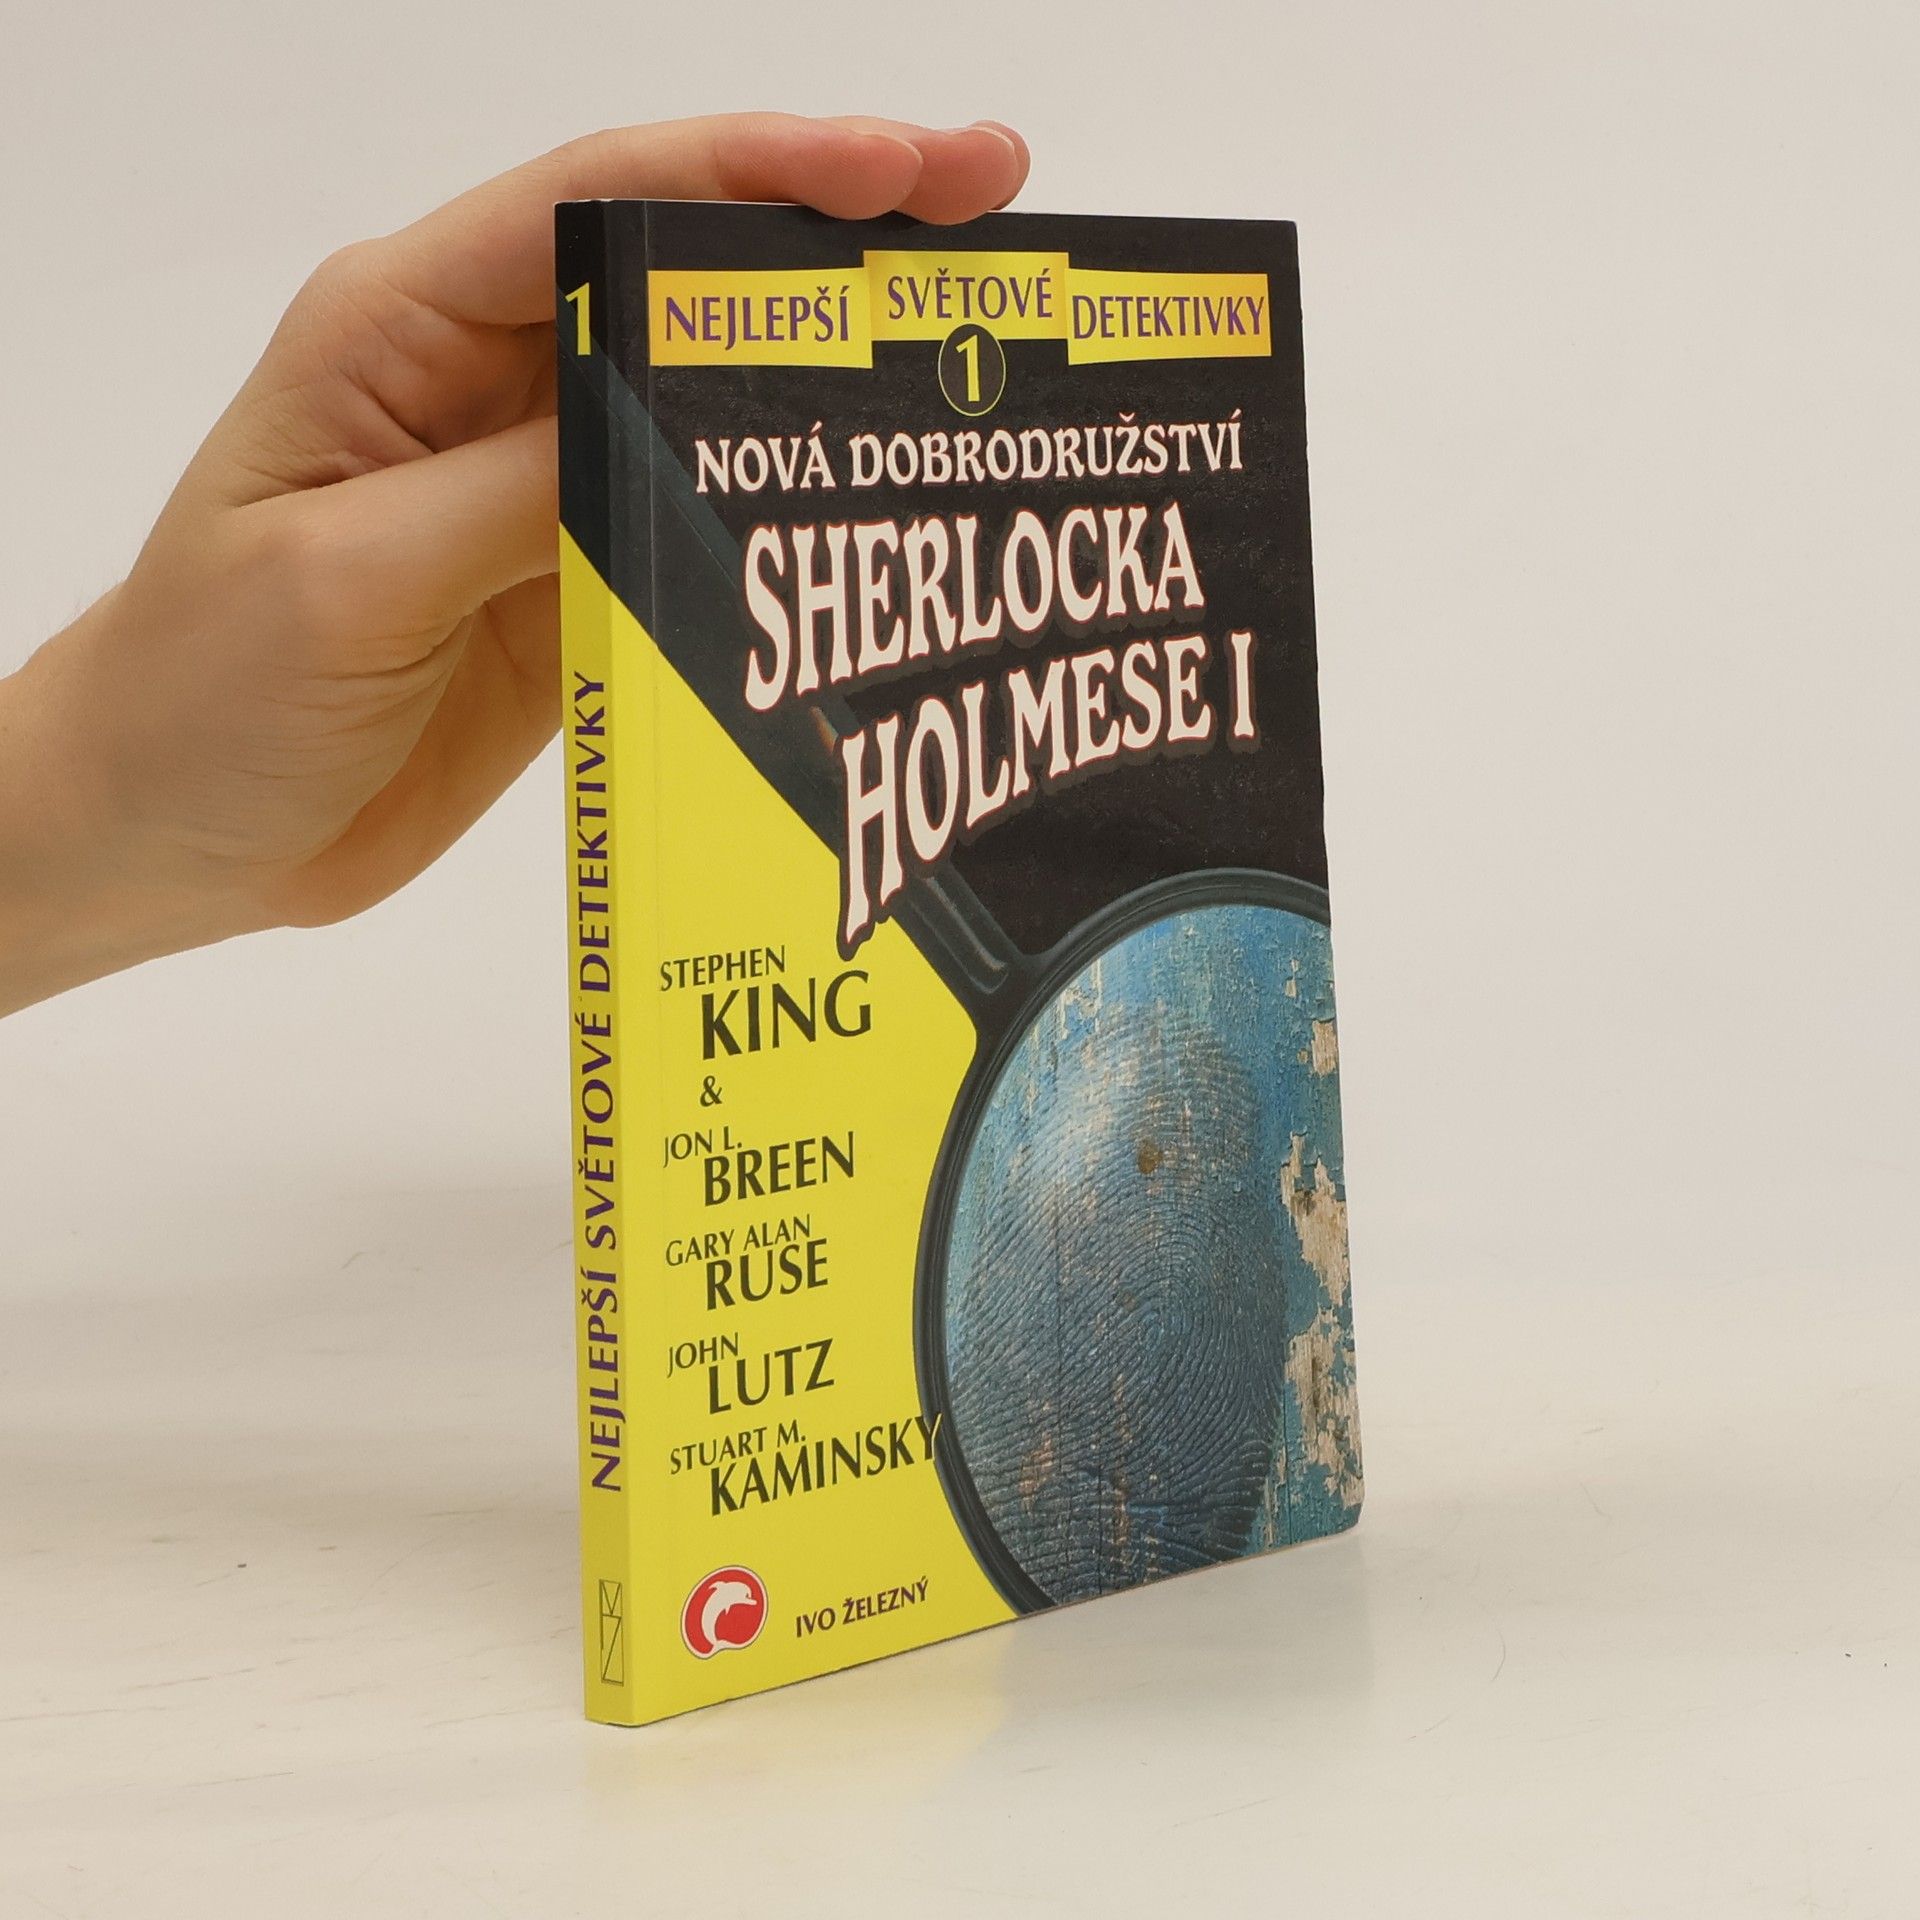 1
NEJLEPŠÍ SVĚTOVÉ DETEKTIVKY
NEJLEPŠÍ SVĚTOVÉ DETEKTIVKY
1
NOVÁ DOBRODRUŽSTVÍ
SHERLOCKA
HOLMESE I
STEPHEN
KING
&
JON L.
BREEN
GARY ALAN
RUSE
JOHN
LUTZ
STUART M.
KAMINSKY
IVO ŽELEZNÝ